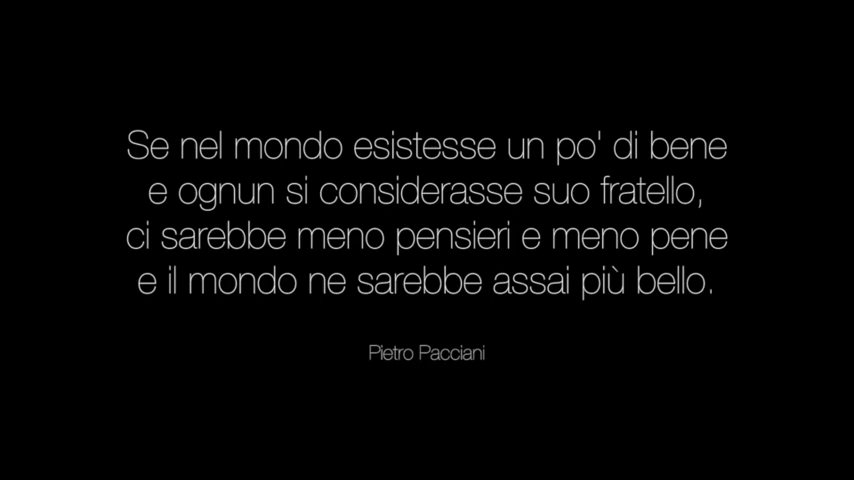 Se nel mondo esistesse un po' di bene
e ognun si considerasse suo fratello,
ci sarebbe meno pensieri e meno pene
e il mondo ne sarebbe assai più bello.
Pietro Pacciani